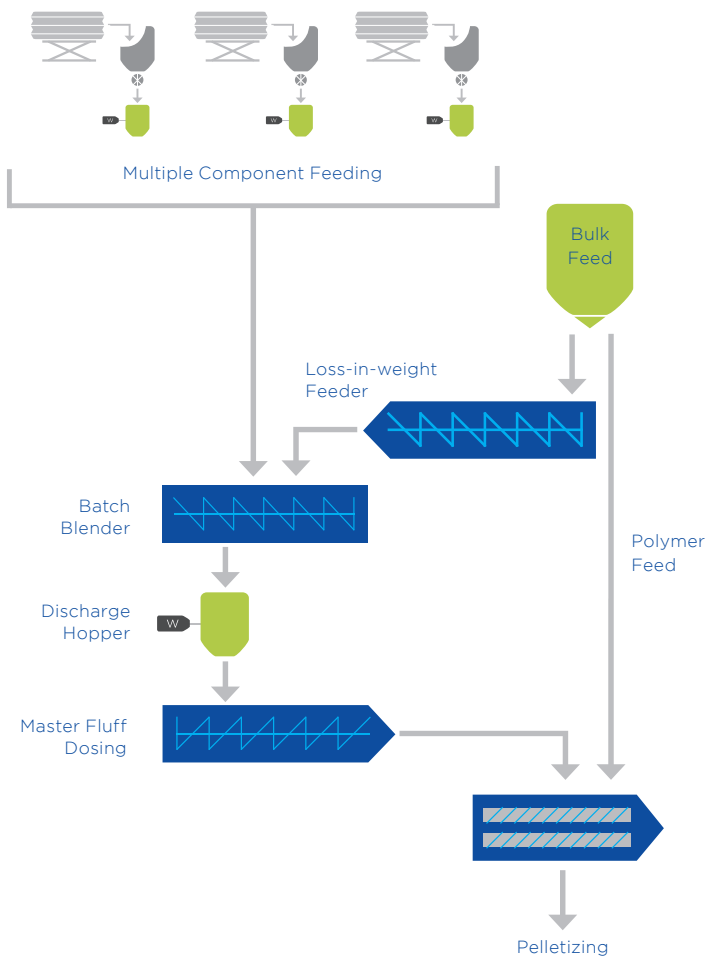 W
W
W
Multiple Component Feeding
Bulk
Feed
Loss-in-weight
Feeder
Batch
Blender
Polymer
Feed
Discharge
Hopper
W
Master Fluff
Dosing
Pelletizing